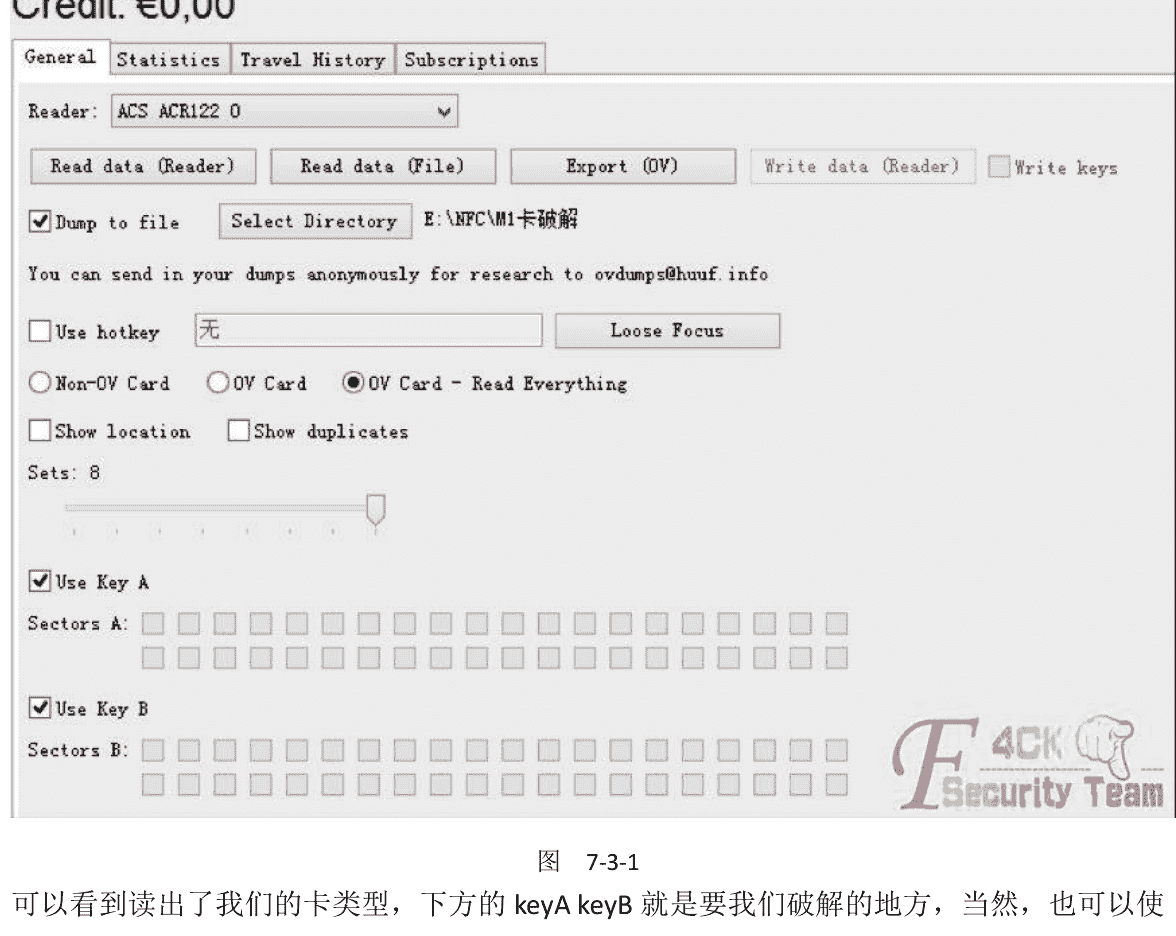 Credit: €0,00
General Statistics Travel History Subscriptions
Reader: ACS ACR122 0
Read data (Reader) Read data (File) Export (OV) Write data (Reader) Write keys
Dump to file Select Directory E:\NFC\M1卡破解
You can send in your dumps anonymously for research to ovdumps@huuf.info
Use hotkey 无 Loose Focus
Non-OV Card OV Card - Read Everything
Show location Show duplicates
Sets: 8
Use Key A
Sectors A:
Use Key B
Sectors B:
F4CK
Security Team
图 7-3-1
可以看到读出了我们的卡类型，下方的 keyA keyB 就是要我们破解的地方，当然，也可以使